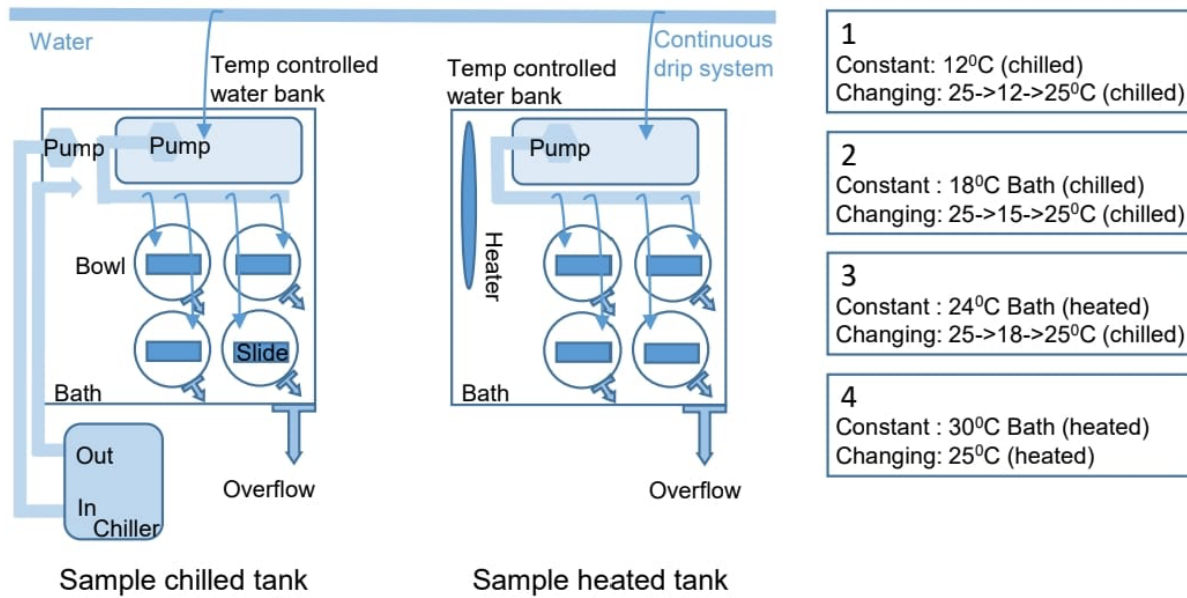 Water
Continuous
drip system
Temp controlled
water bank
Pump
Pump
Bowl
Slide
Bath
Out
In
Chiller
Overflow
Sample chilled tank
Temp controlled
water bank
Pump
Heater
Bath
Overflow
Sample heated tank
1
Constant: 12⁰C (chilled)
Changing: 25->12->25⁰C (chilled)
2
Constant : 18⁰C Bath (chilled)
Changing: 25->15->25⁰C (chilled)
3
Constant : 24⁰C Bath (heated)
Changing: 25->18->25⁰C (chilled)
4
Constant : 30⁰C Bath (heated)
Changing: 25⁰C (heated)